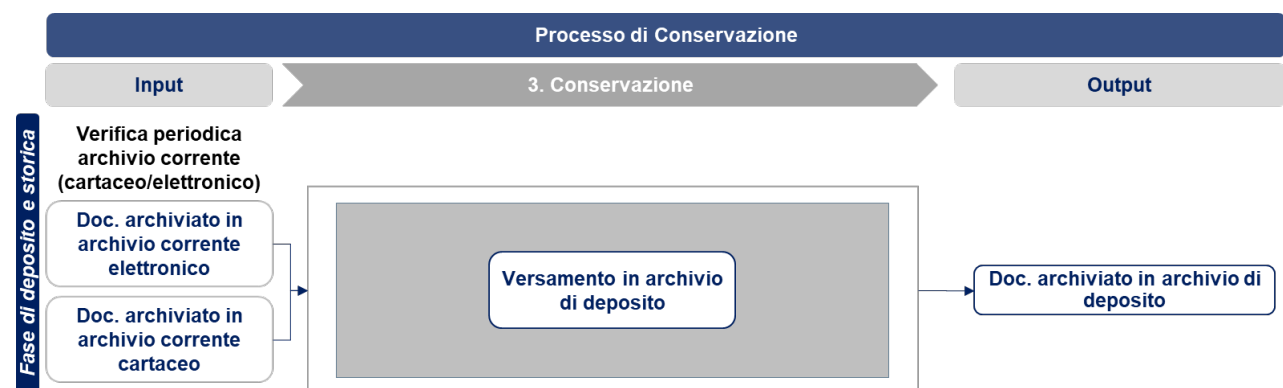 Processo di Conservazione
Input
3. Conservazione
Output
Fase di deposito e storica
Verifica periodica
archivio corrente
(cartaceo/elettronico)
Doc. archiviato in
archivio corrente
elettronico
Doc. archiviato in
archivio corrente
cartaceo
Versamento in archivio
di deposito
Doc. archiviato in archivio di
deposito